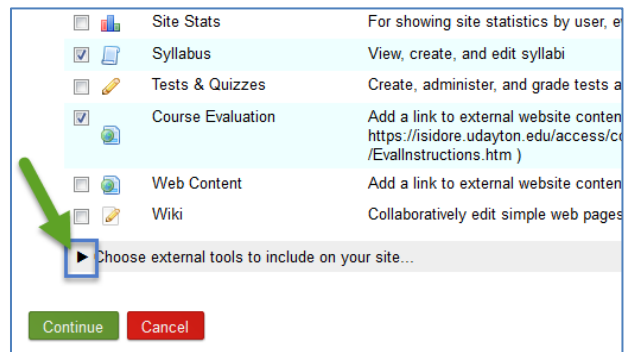 Site Stats For showing site statistics by user,
Syllabus View, create, and edit syllabi
Tests & Quizzes Create, administer, and grade tests
Course Evaluation Add a link to external website conten
https://isidore.udayton.edu/access/co
/EvalInstructions.htm )
Web Content Add a link to external website conten
Wiki Collaboratively edit simple web pages
Choose external tools to include on your site...
Continue Cancel